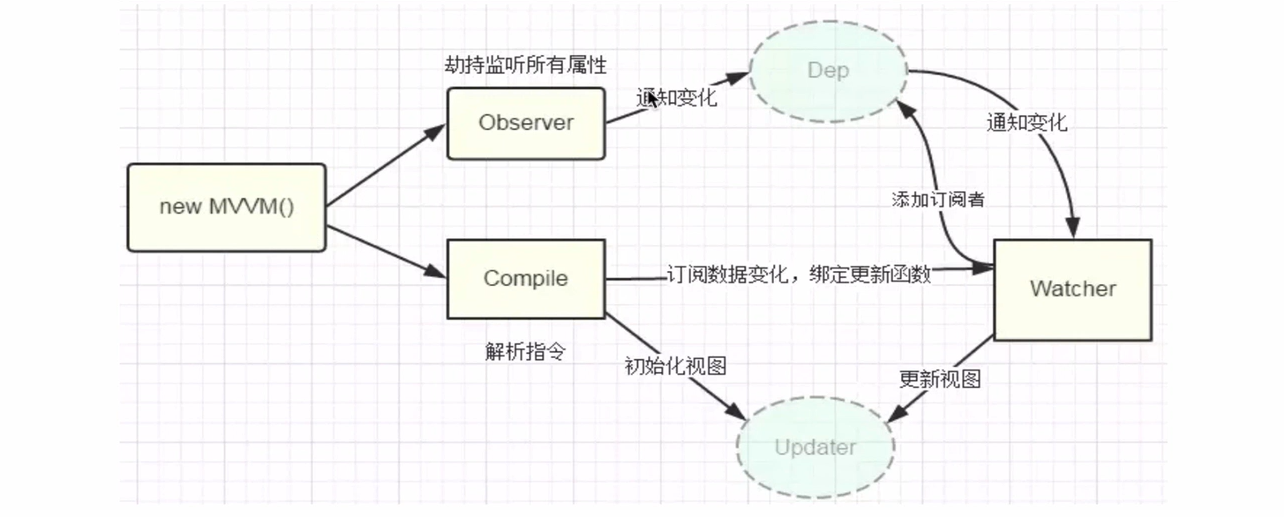 劫持监听所有属性
Observer
通知变化
Dep
通知变化
new MVVM()
添加订阅者
Compile
订阅数据变化，绑定更新函数
Watcher
解析指令
初始化视图
更新视图
Updater